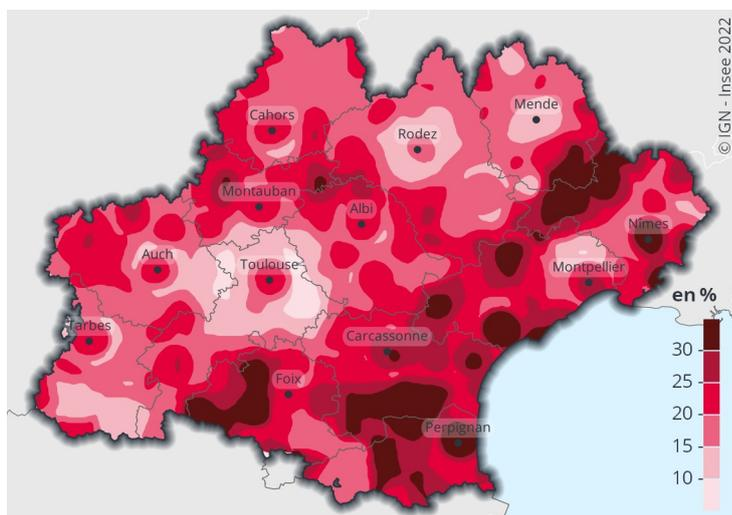 © IGN - Insee 2022
Cahors
Rodez
Mende
Montauban
Albi
Nîmes
Auch
Toulouse
Montpellier
Tarbes
Carcassonne
Foix
Perpignan
en %
30
25
20
15
10